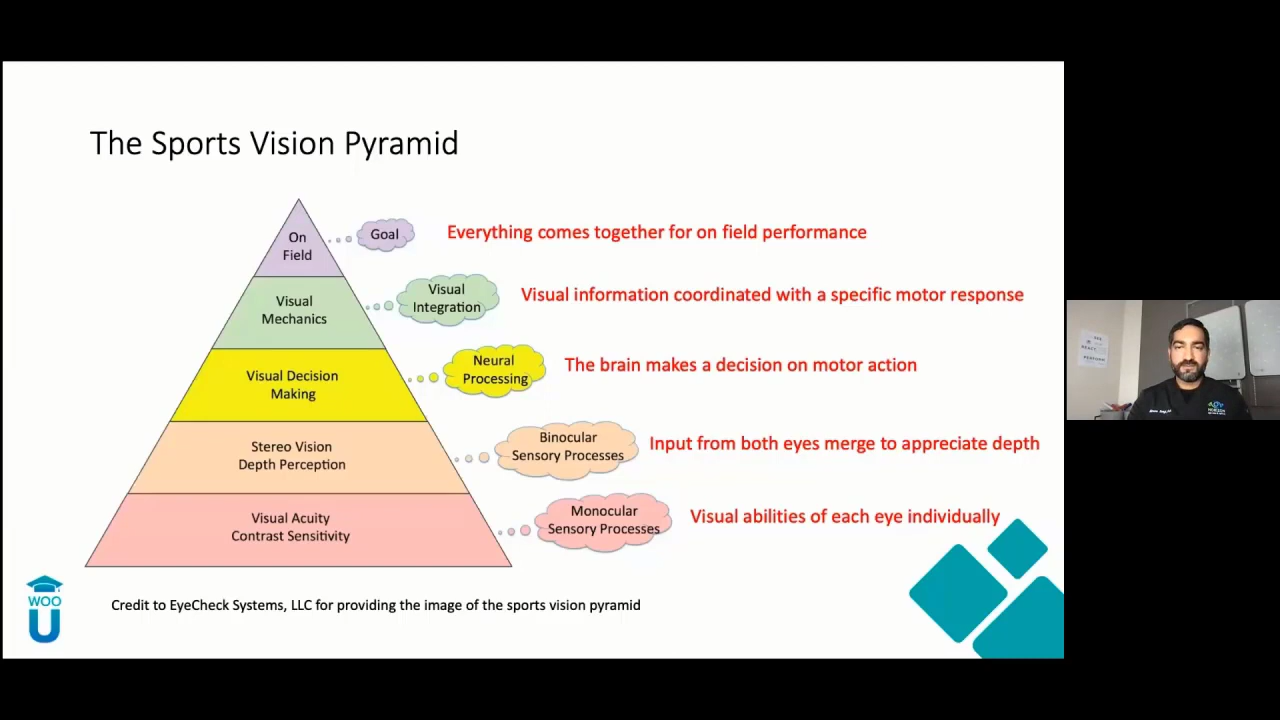 The Sports Vision Pyramid
On
Field
Goal
Everything comes together for on field performance
Visual
Mechanics
Visual
Integration
Visual information coordinated with a specific motor response
Visual Decision
Making
Neural
Processing
The brain makes a decision on motor action
Stereo Vision
Depth Perception
Binocular
Sensory Processes
Input from both eyes merge to appreciate depth
Visual Acuity
Contrast Sensitivity
Monocular
Sensory Processes
Visual abilities of each eye individually
WOO
U
Credit to EyeCheck Systems, LLC for providing the image of the sports vision pyramid
PERFORM